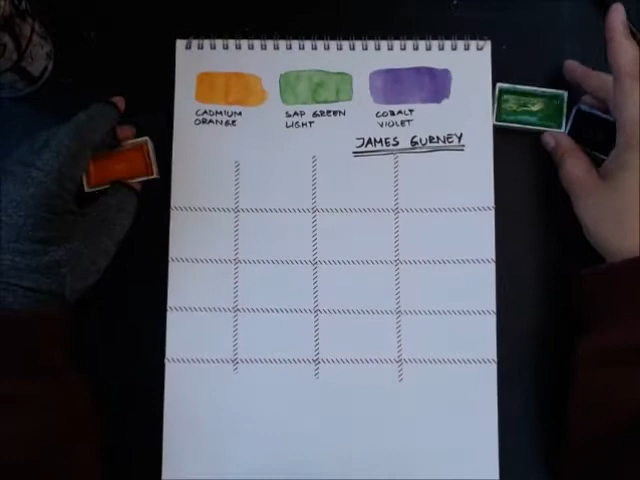 CADMIUM
ORANGE
SAP GREEN
LIGHT
COBALT
VIOLET
JAMES GURNEY